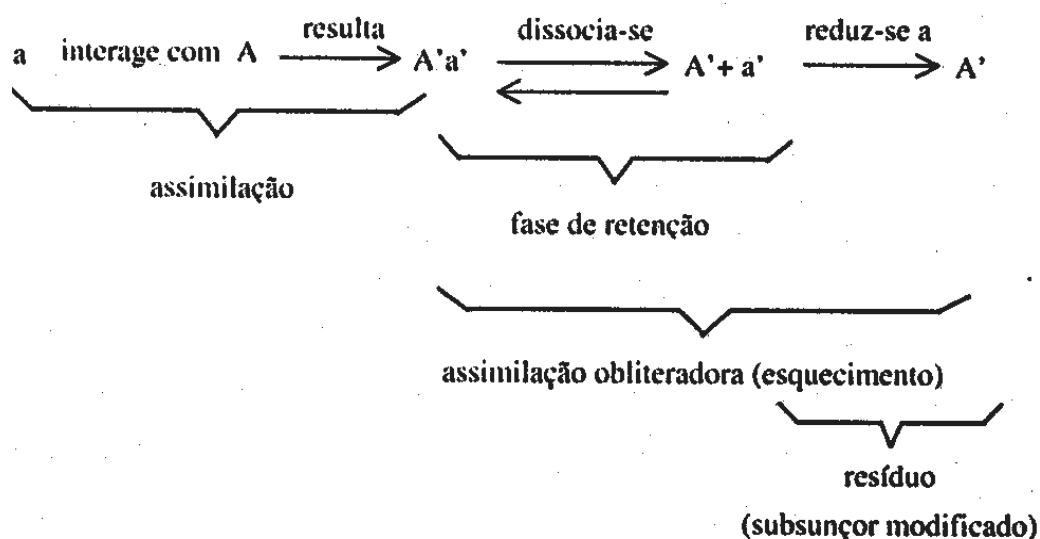 resulta dissocia-se reduz-se a
a interage com A A'a' A'+ a' A'
assimilação
fase de retenção
assimilação obliteradora (esquecimento)
resíduo
(subsunçor modificado)